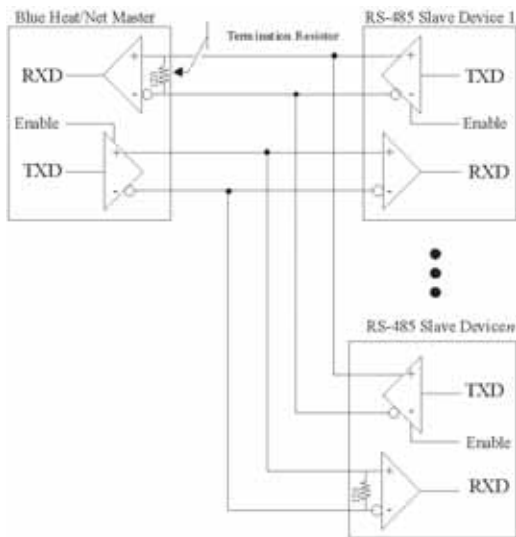 Blue Heat/Net Master
RS-485 Slave Device 1
Termination Resistor
RXD
TXD
Enable
Enable
TXD
RXD
RS-485 Slave Devicen
TXD
Enable
RXD